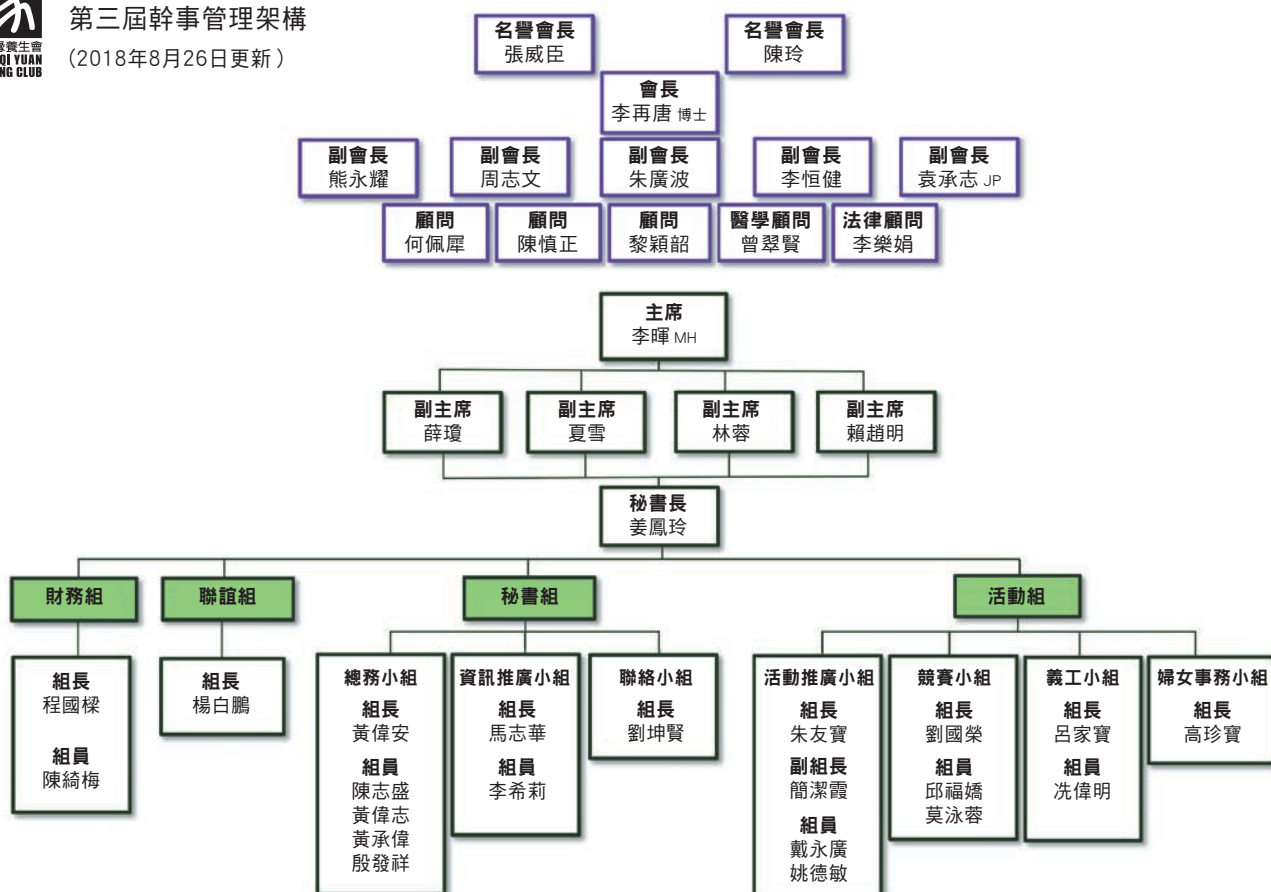 第三屆幹事管理架構
(2018年8月26日更新)
養生會
QI YUAN
NG CLUB
名譽會長
張威臣
名譽會長
陳玲
會長
李再唐 博士
副會長
熊永耀
副會長
周志文
副會長
朱廣波
副會長
李恒健
副會長
袁承志 JP
顧問
何佩犀
顧問
陳慎正
顧問
黎穎韶
醫學顧問
曾翠賢
法律顧問
李樂娟
主席
李暉 MH
副主席
薛瓊
副主席
夏雪
副主席
林蓉
副主席
賴趙明
秘書長
姜鳳玲
財務組
組長
程國樑
組員
陳綺梅
聯誼組
組長
楊白鵬
秘書組
總務小組
組長
黃偉安
組員
陳志盛
黃偉志
黃承偉
殷發祥
資訊推廣小組
組長
馬志華
組員
李希莉
聯絡小組
組長
劉坤賢
活動組
活動推廣小組
組長
朱友寶
副組長
簡潔霞
組員
戴永廣
姚德敏
競賽小組
組長
劉國榮
組員
邱福嬌
莫泳蓉
義工小組
組長
呂家寶
組員
冼偉明
婦女事務小組
組長
高珍寶